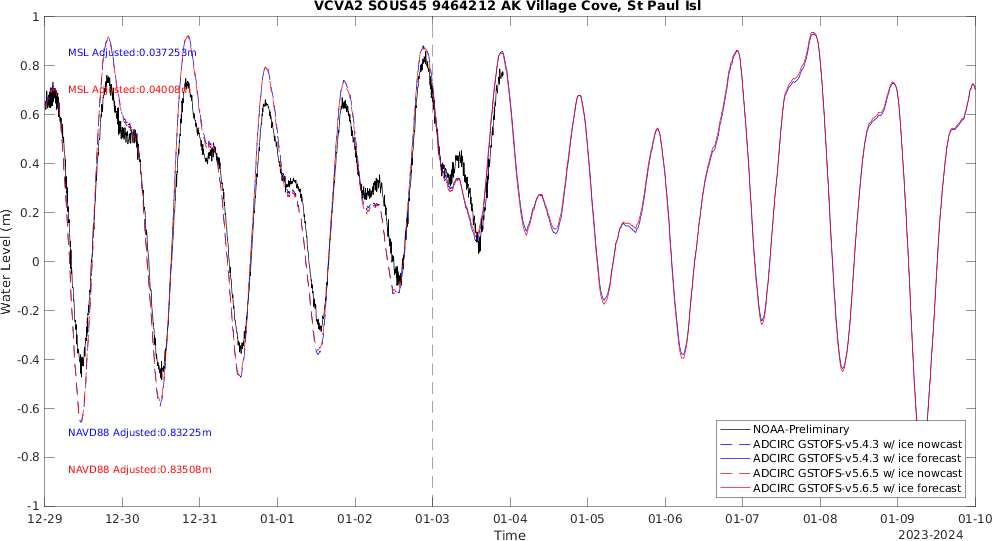 VCVA2 SOUS45 9464212 AK Village Cove, St Paul Isl
1
0.8
0.6
0.4
0.2
0
-0.2
-0.4
-0.6
-0.8
-1
Water Level (m)
MSL Adjusted:0.037253m
MSL Adjusted:0.04008m
NAVD88 Adjusted:0.83225m
NAVD88 Adjusted:0.83508m
NOAA-Preliminary
ADCIRC GSTOFS-v5.4.3 w/ ice nowcast
ADCIRC GSTOFS-v5.4.3 w/ ice forecast
ADCIRC GSTOFS-v5.6.5 w/ ice nowcast
ADCIRC GSTOFS-v5.6.5 w/ ice forecast
12-29 12-30 12-31 01-01 01-02 01-03 01-04 01-05 01-06 01-07 01-08 01-09 01-10
Time
2023-2024